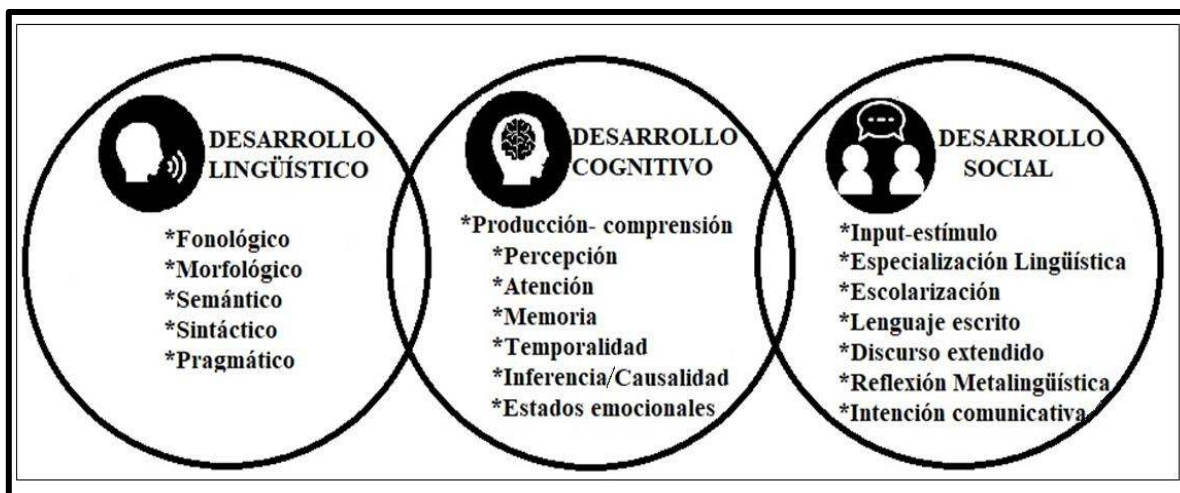 DESARROLLO
LINGÜÍSTICO
*Fonológico
*Morfológico
*Semántico
*Sintáctico
*Pragmático
DESARROLLO
COGNITIVO
*Producción- comprensión
*Percepción
*Atención
*Memoria
*Temporalidad
*Inferencia/Causalidad
*Estados emocionales
DESARROLLO
SOCIAL
*Input-estímulo
*Especialización Lingüística
*Escolarización
*Lenguaje escrito
*Discurso extendido
*Reflexión Metalingüística
*Intención comunicativa